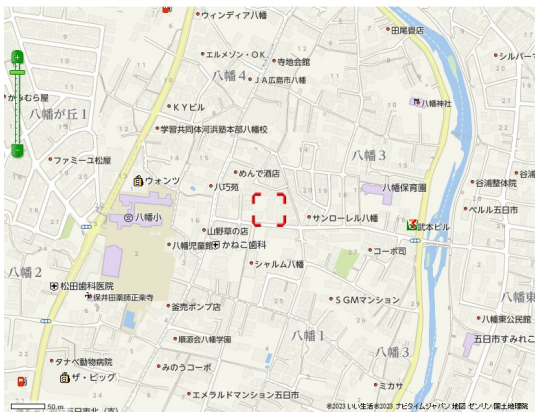 ウィンディア八幡
田尾畳店
エルメゾン・OK
寺地会館
シルバー
八幡4
JA広島市八幡
かみむら屋
八幡が丘1
KYビル
八幡神社
学習共同体河浜塾本部八幡校
ファミーユ松屋
八幡3
めんで酒店
ウォンツ
八巧苑
八幡保育園
谷浦整体院
谷浦
ベルル五日市
八幡小
サンローレル八幡
山野草の店
武本ビル
八幡児童館
かねこ歯科
コーポ司
八幡2
シャルム八幡
松田歯科医院
保井田薬師正楽寺
SGMマンション
釜売ポンプ店
八幡東
八幡東公民館
順源会八幡学園
八幡1
五日市すみれこ
八幡3
タナベ動物病院
みのうコーポ
ザ・ビッグ
ミカサ
エメラルドマンション五日市
50 m
©2023 いい生活 ©2023 ナビタイムジャパン 地図 ゼンリン/国土地理院